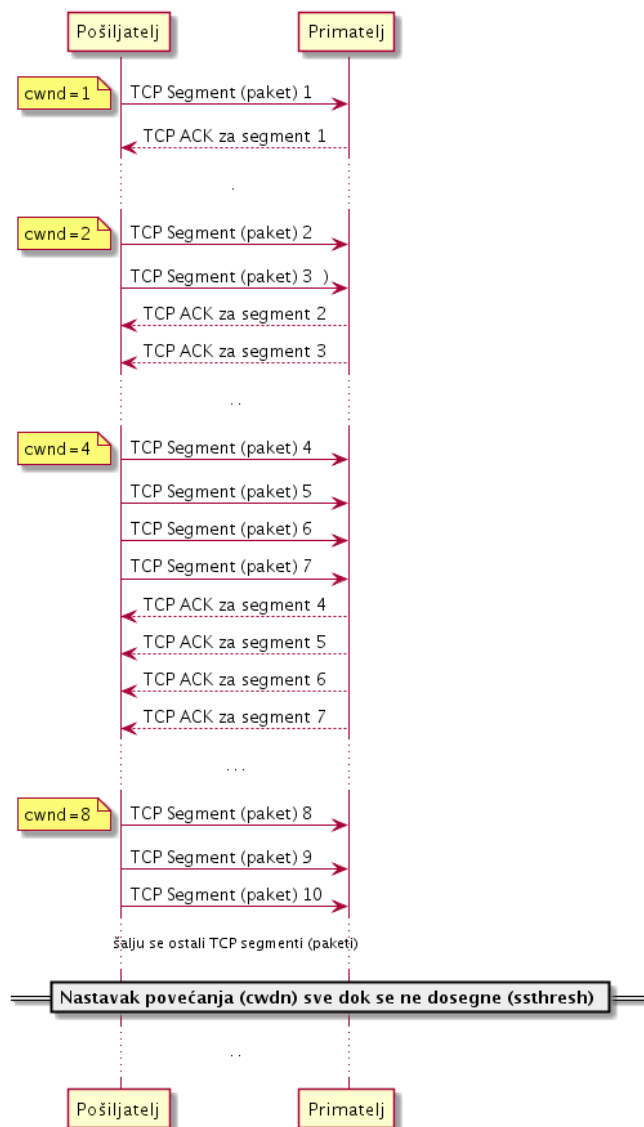 Pošiljatelj Primatelj
cwnd=1 TCP Segment (paket) 1
TCP ACK za segment 1
.
cwnd=2 TCP Segment (paket) 2
TCP Segment (paket) 3 )
TCP ACK za segment 2
TCP ACK za segment 3
..
cwnd=4 TCP Segment (paket) 4
TCP Segment (paket) 5
TCP Segment (paket) 6
TCP Segment (paket) 7
TCP ACK za segment 4
TCP ACK za segment 5
TCP ACK za segment 6
TCP ACK za segment 7
...
cwnd=8 TCP Segment (paket) 8
TCP Segment (paket) 9
TCP Segment (paket) 10
šalju se ostali TCP segmenti (paketi)
Nastavak povećanja (cwdn) sve dok se ne dosegne (ssthresh)
..
Pošiljatelj Primatelj